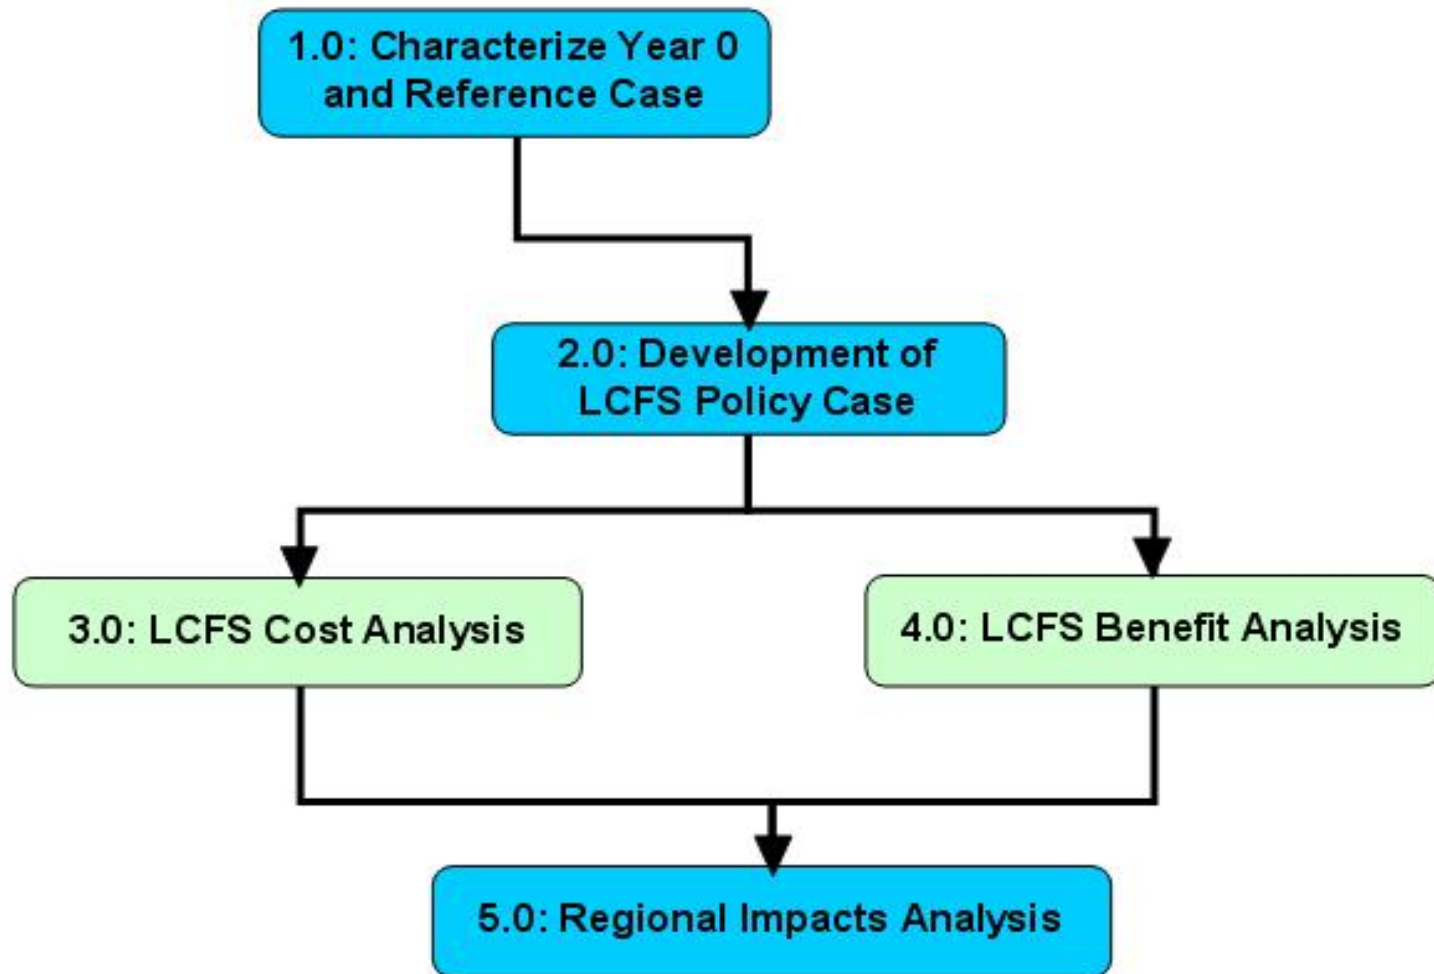 1.0: Characterize Year 0
and Reference Case
2.0: Development of
LCFS Policy Case
3.0: LCFS Cost Analysis
4.0: LCFS Benefit Analysis
5.0: Regional Impacts Analysis